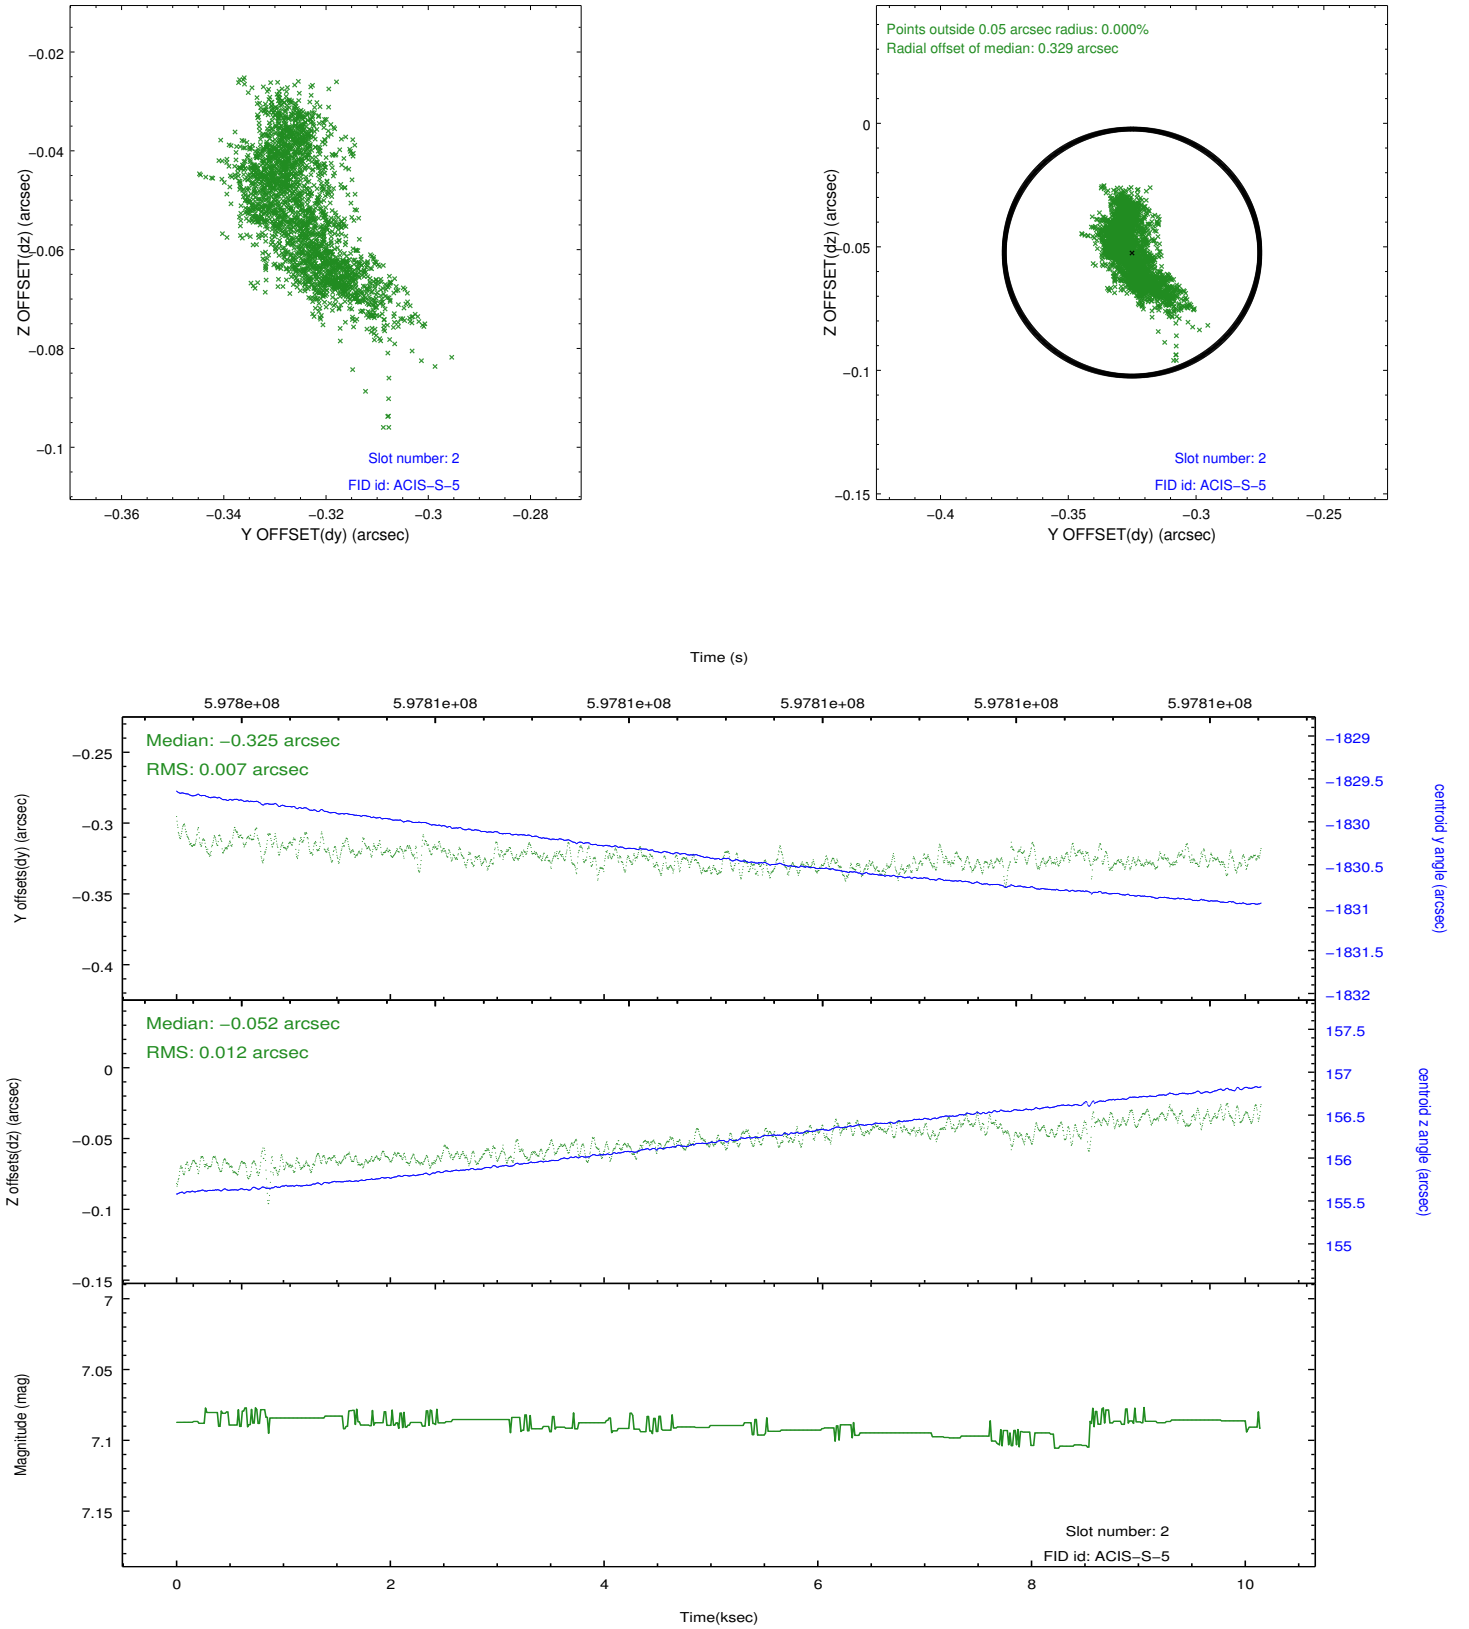 −0.02
−0.04
−0.06
−0.08
−0.1
Z OFFSET(dz) (arcsec)
Slot number: 2
FID id: ACIS−S−5
−0.36
−0.34
−0.32
−0.3
−0.28
Y OFFSET(dy) (arcsec)
Points outside 0.05 arcsec radius: 0.000%
Radial offset of median: 0.329 arcsec
0
−0.05
−0.1
−0.15
Z OFFSET(dz) (arcsec)
Slot number: 2
FID id: ACIS−S−5
−0.4
−0.35
−0.3
−0.25
Y OFFSET(dy) (arcsec)
Time (s)
5.978e+08
5.9781e+08
5.9781e+08
5.9781e+08
5.9781e+08
5.9781e+08
Median: −0.325 arcsec
RMS: 0.007 arcsec
−0.25
−0.3
−0.35
−0.4
Y offsets(dy) (arcsec)
−1829
−1829.5
−1830
−1830.5
−1831
−1831.5
−1832
centroid y angle (arcsec)
Median: −0.052 arcsec
RMS: 0.012 arcsec
0
−0.05
−0.1
−0.15
Z offsets(dz) (arcsec)
157.5
157
156.5
156
155.5
155
centroid z angle (arcsec)
7
7.05
7.1
7.15
Magnitude (mag)
Slot number: 2
FID id: ACIS−S−5
0
2
4
6
8
10
Time(ksec)